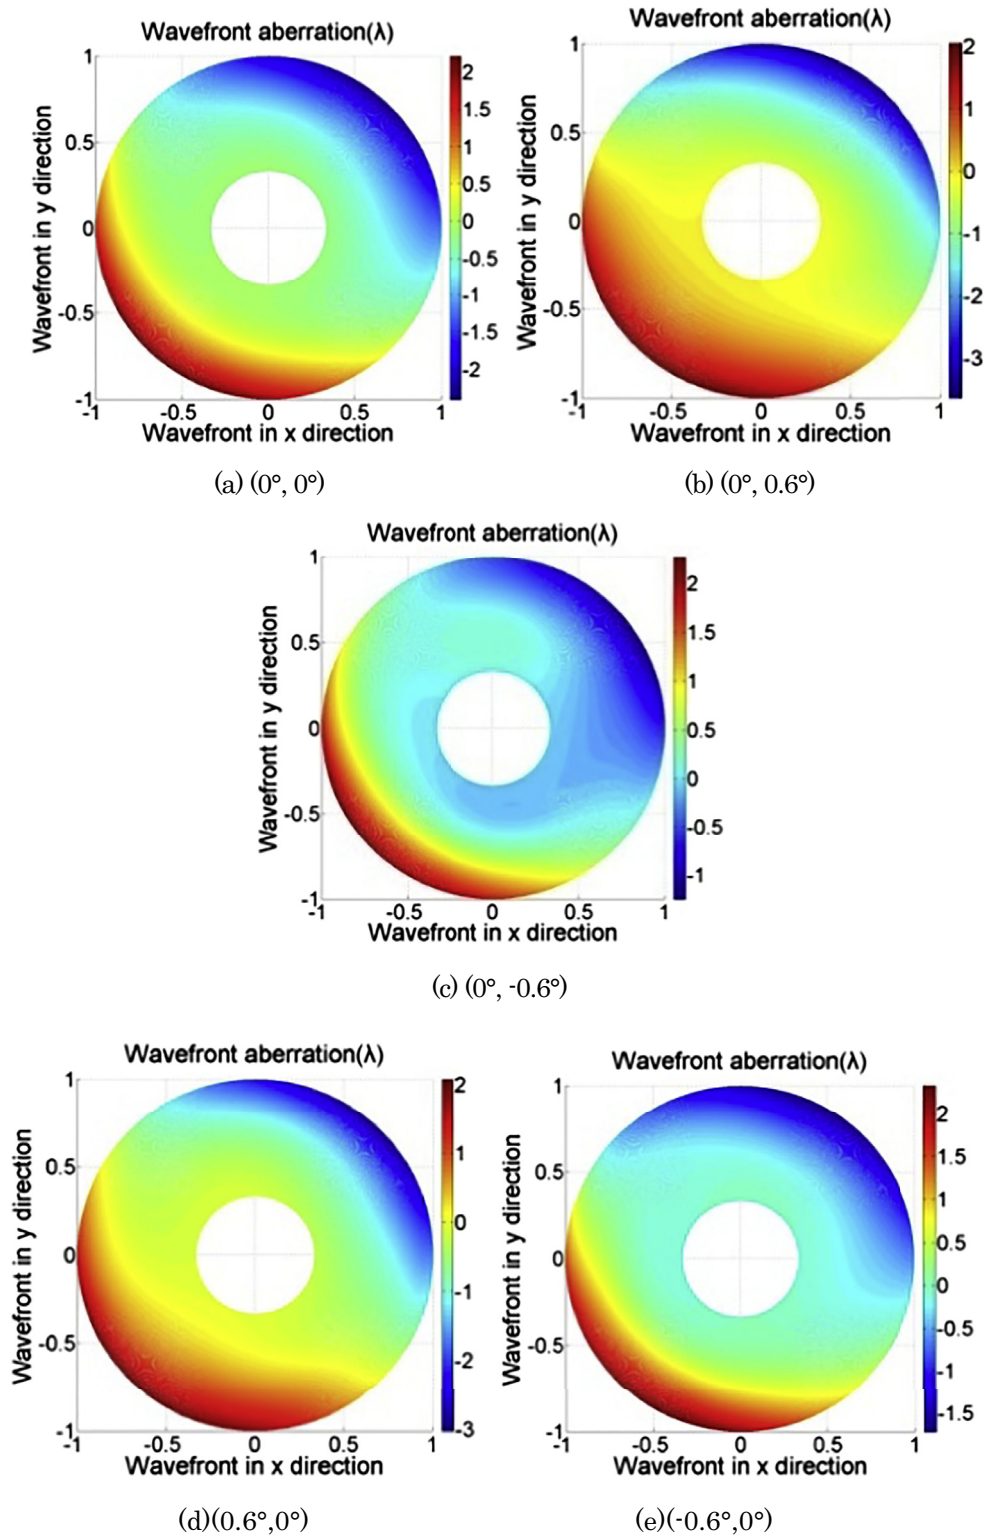 Wavefront aberration(λ)
Wavefront in y direction
1
0.5
0
-0.5
-1
-1 -0.5 0 0.5 1
Wavefront in x direction
2
1.5
1
0.5
0
-0.5
-1
-1.5
-2
(a) (0°, 0°)
Wavefront aberration(λ)
Wavefront in y direction
1
0.5
0
-0.5
-1
-1 -0.5 0 0.5 1
Wavefront in x direction
2
1
0
-1
-2
-3
(b) (0°, 0.6°)
Wavefront aberration(λ)
Wavefront in y direction
1
0.5
0
-0.5
-1
-1 -0.5 0 0.5 1
Wavefront in x direction
2
1.5
1
0.5
0
-0.5
-1
(c) (0°, -0.6°)
Wavefront aberration(λ)
Wavefront in y direction
1
0.5
0
-0.5
-1
-1 -0.5 0 0.5 1
Wavefront in x direction
2
1
0
-1
-2
-3
(d)(0.6°,0°)
Wavefront aberration(λ)
Wavefront in y direction
1
0.5
0
-0.5
-1
-1 -0.5 0 0.5 1
Wavefront in x direction
2
1.5
1
0.5
0
-0.5
-1
-1.5
(e)(-0.6°,0°)